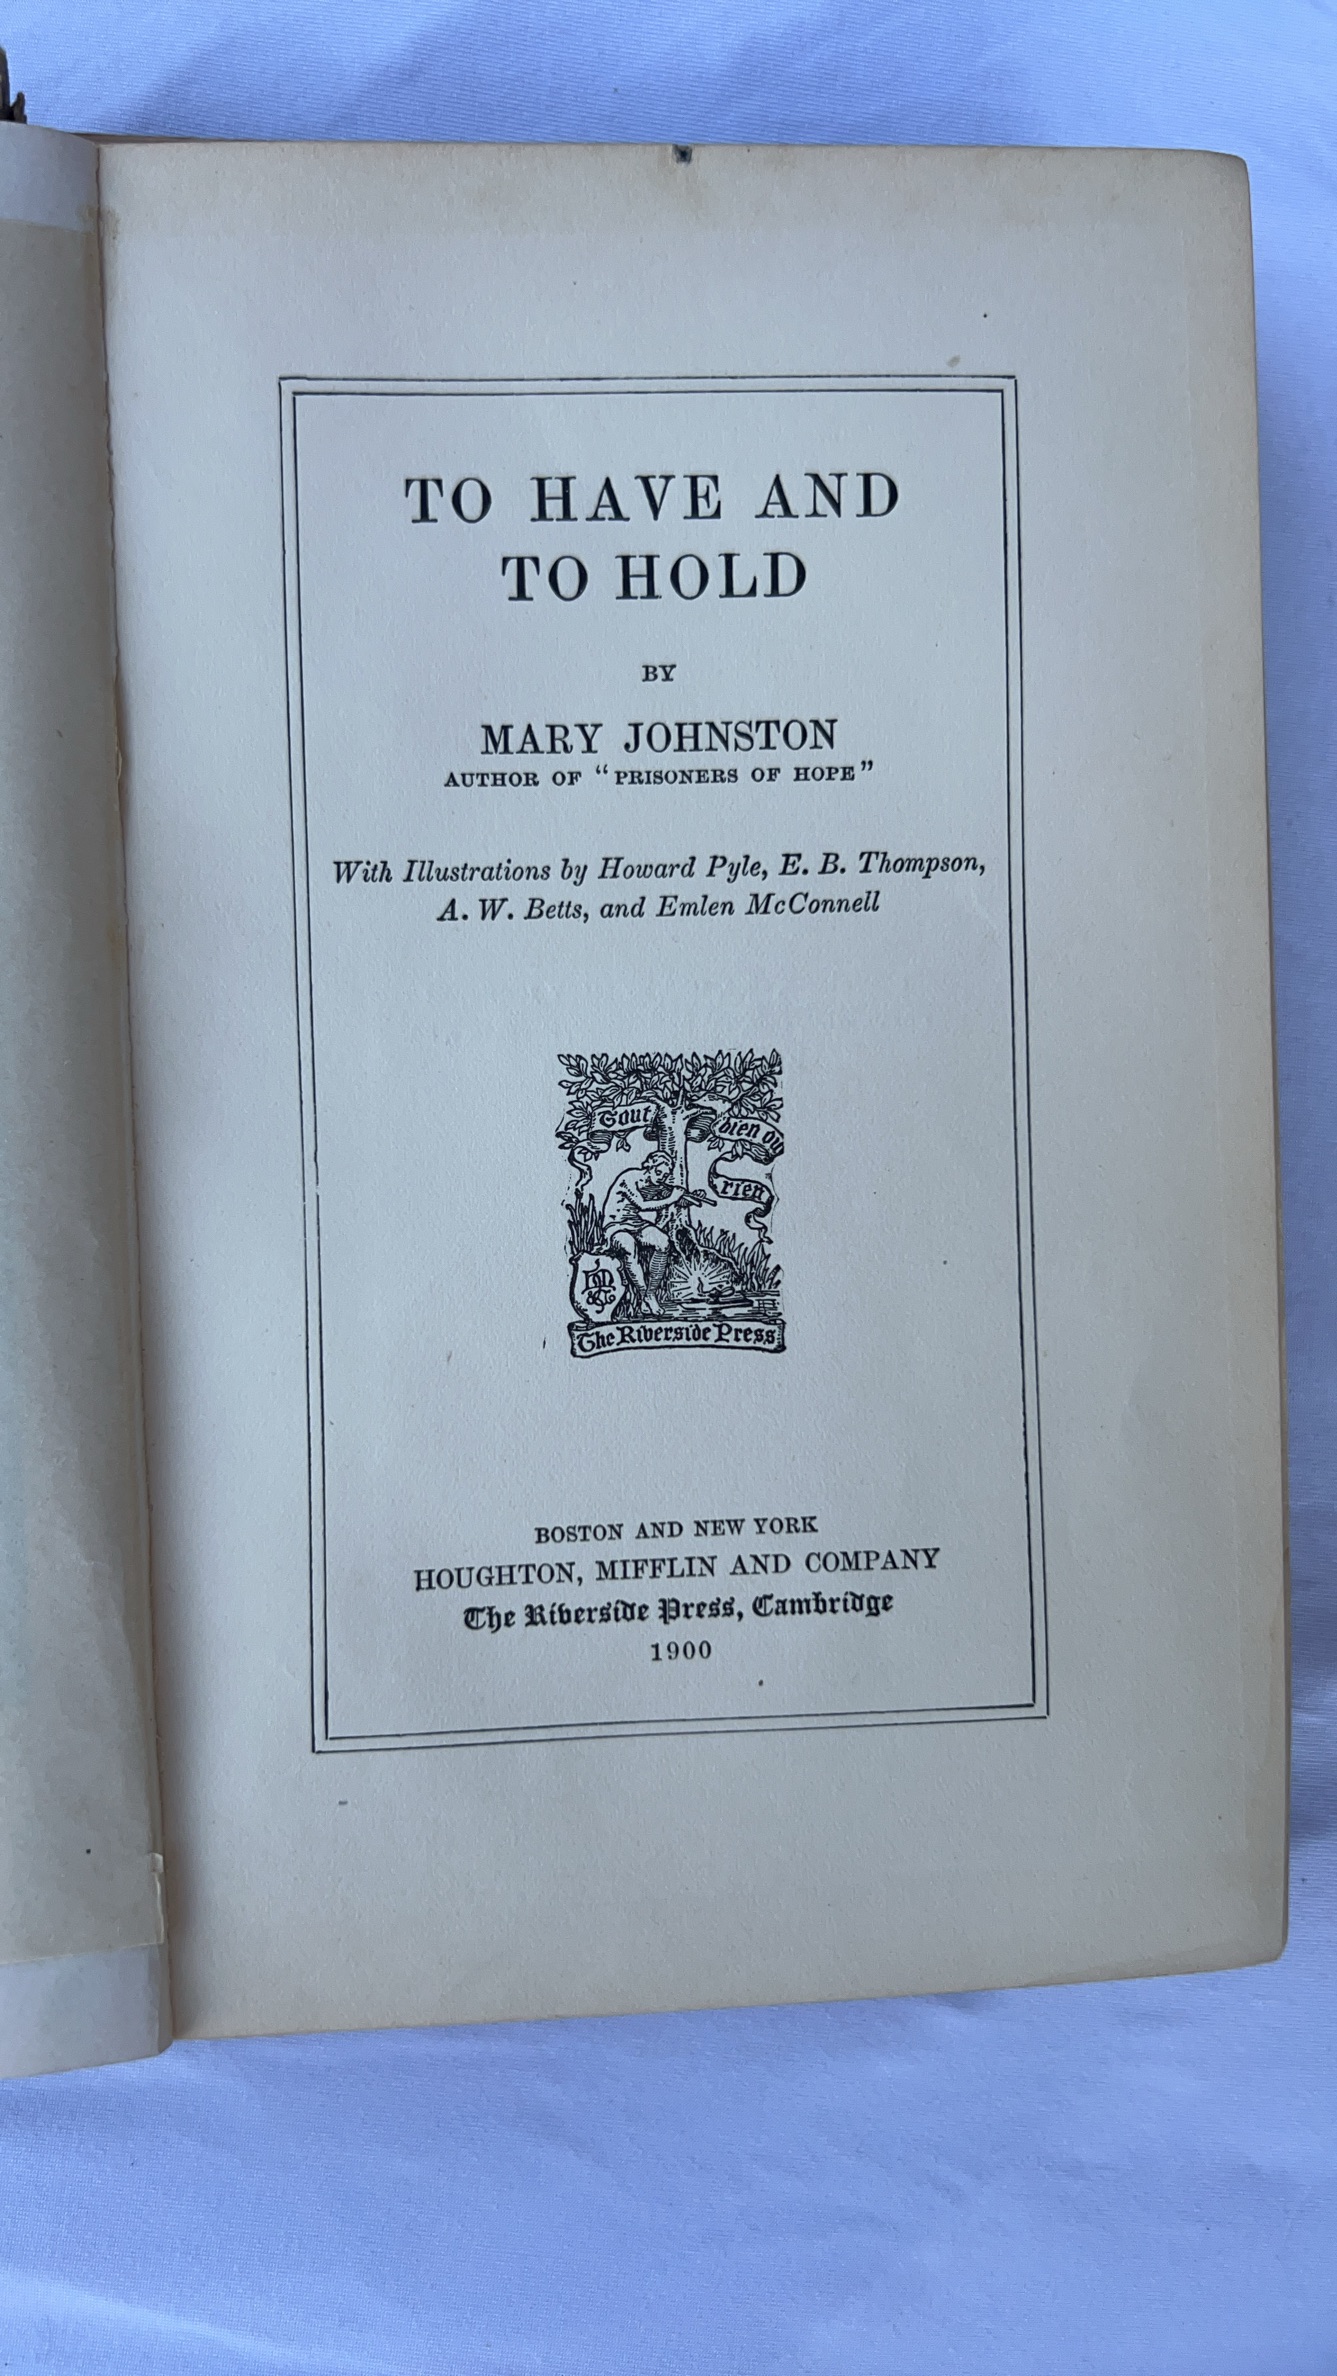 TO HAVE AND
TO HOLD
BY
MARY JOHNSTON
AUTHOR OF "PRISONERS OF HOPE"
With Illustrations by Howard Pyle, E. B. Thompson,
A. W. Betts, and Emlen McConnell
Tout bien ou
rien
HM
&Co
The Riverside Press
BOSTON AND NEW YORK
HOUGHTON, MIFFLIN AND COMPANY
The Riverside Press, Cambridge
1900